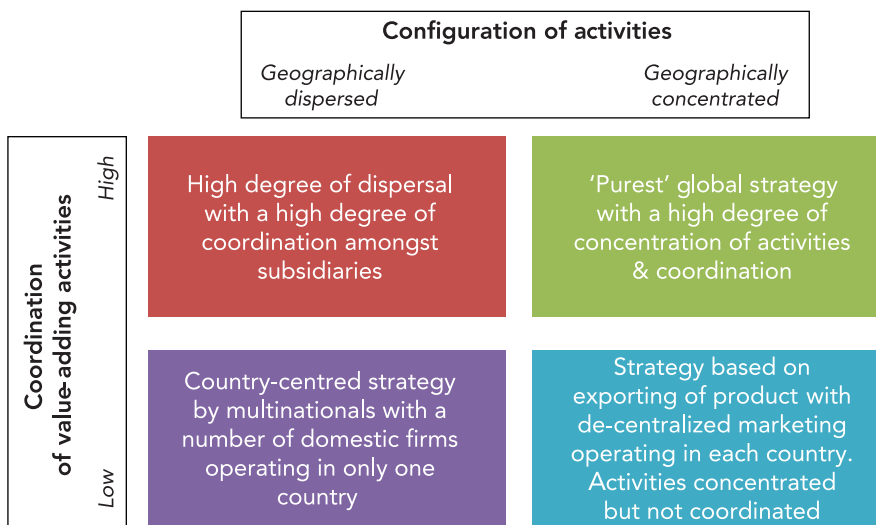 Configuration of activities
Geographically
dispersed
Geographically
concentrated
High
Coordination
of value-adding activities
Low
High degree of dispersal
with a high degree of
coordination amongst
subsidiaries
‘Purest’ global strategy
with a high degree of
concentration of activities
& coordination
Country-centred strategy
by multinationals with a
number of domestic firms
operating in only one
country
Strategy based on
exporting of product with
de-centralized marketing
operating in each country.
Activities concentrated
but not coordinated